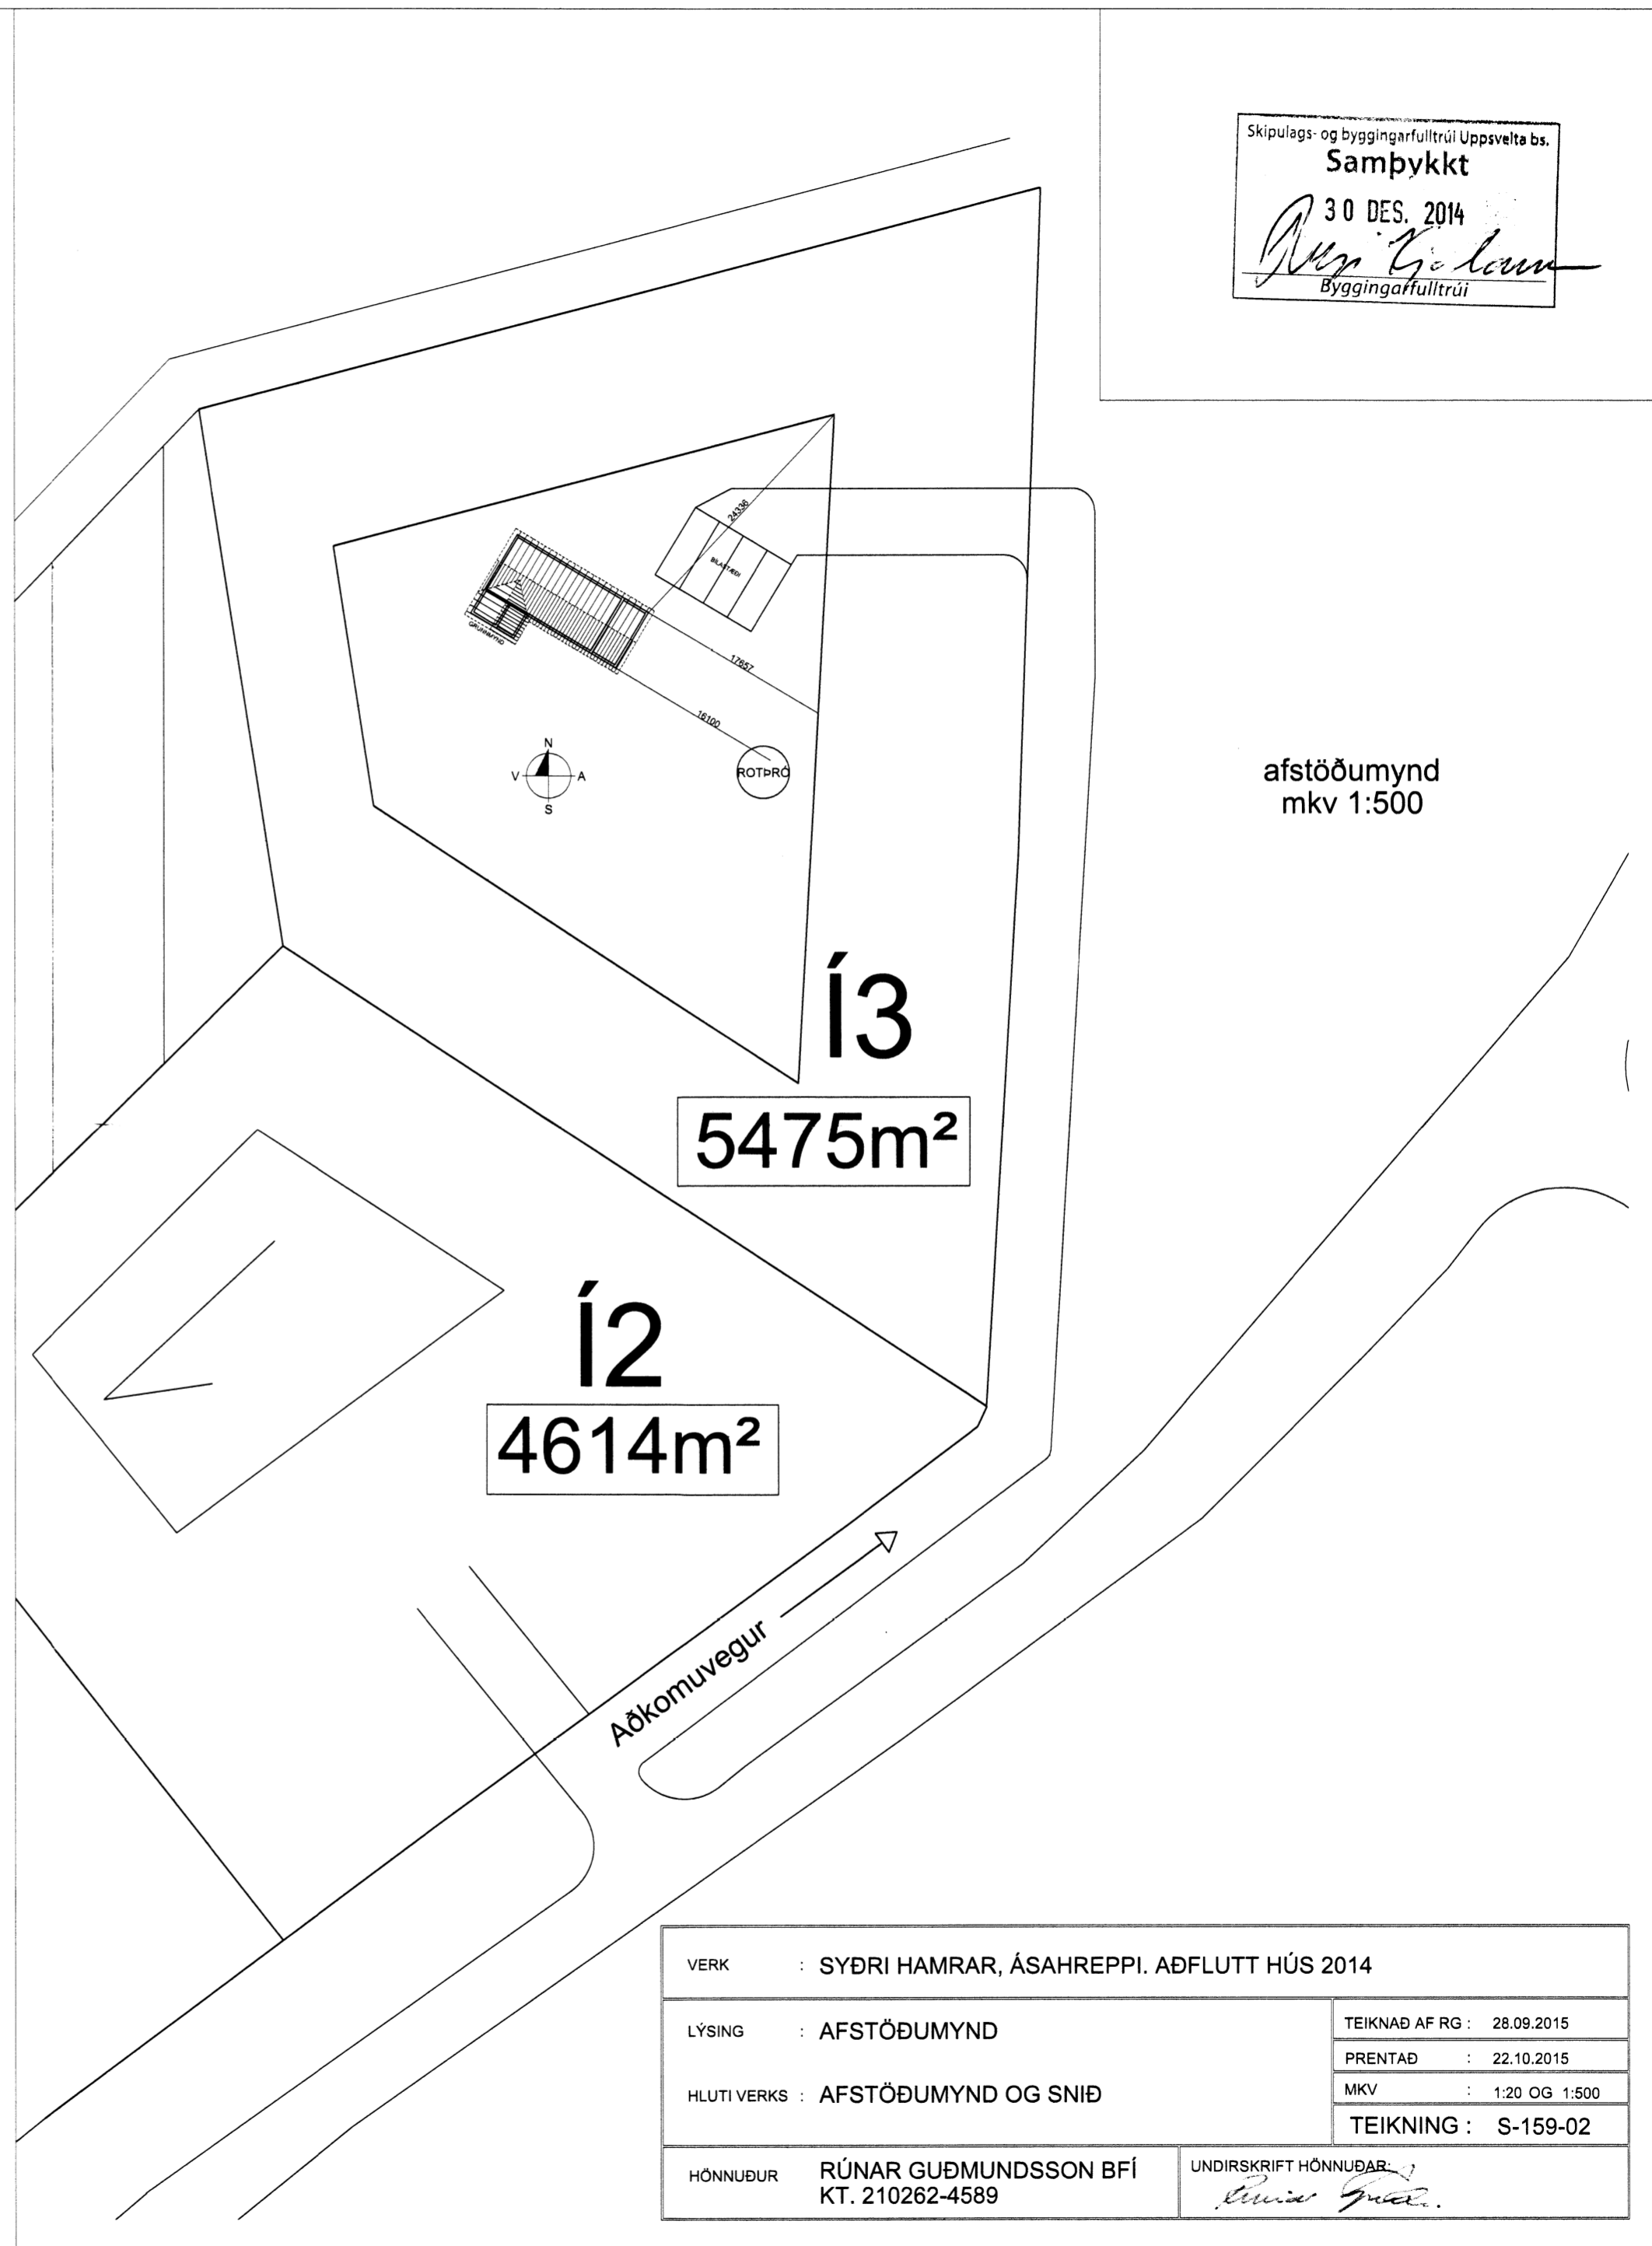 Skipulags- og byggingarfulltrúi Uppsveita bs.
Samþykkt
30 DES. 2014
Byggingarfulltrúi
24336
BÍLASTÆÐI
17657
16100
N
V
A
S
ROTÞRÓ
afstöðumynd
mkv 1:500
Í3
5475m²
Í2
4614m²
Aðkomuvegur
VERK : SYÐRI HAMRAR, ÁSAHREPPI. AÐFLUTT HÚS 2014
LÝSING : AFSTÖÐUMYND
HLUTI VERKS : AFSTÖÐUMYND OG SNIÐ
TEIKNAÐ AF RG : 28.09.2015
PRENTAÐ : 22.10.2015
MKV : 1:20 OG 1:500
TEIKNING : S-159-02
HÖNNUÐUR RÚNAR GUÐMUNDSSON BFÍ
KT. 210262-4589
UNDIRSKRIFT HÖNNUÐAR: